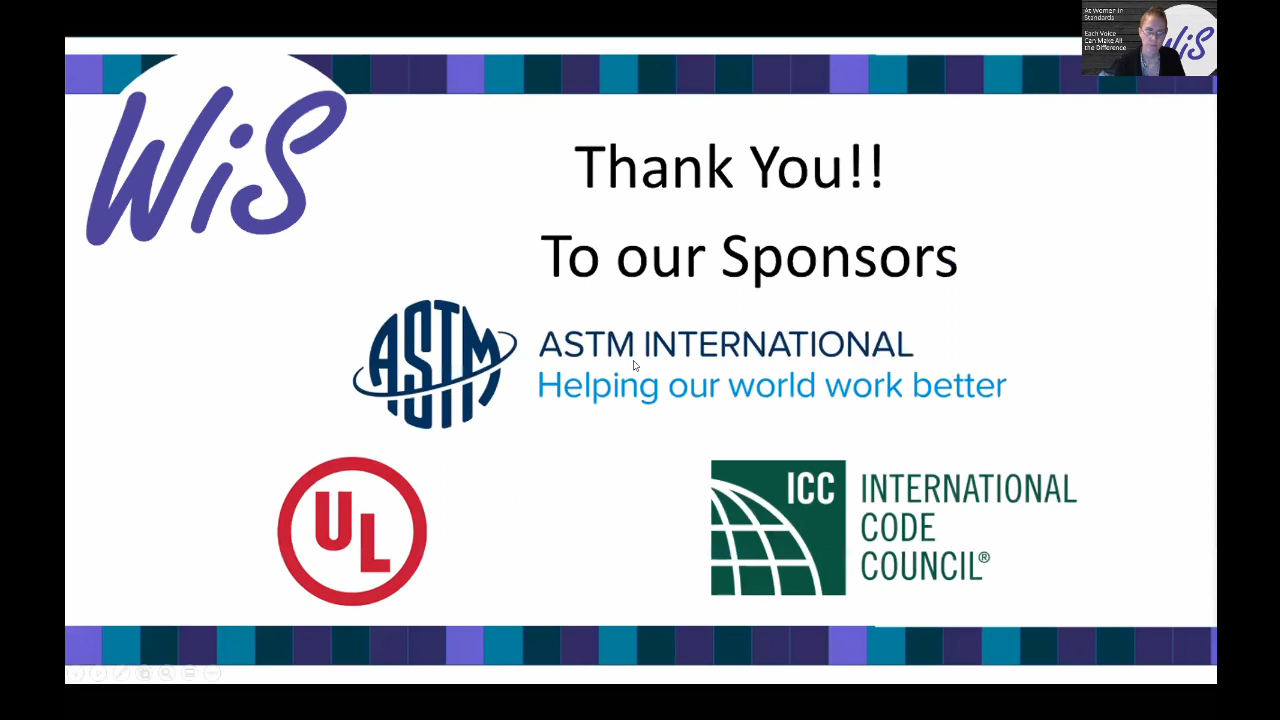 At Women in
Standards
Each Voice
Can Make All
the Difference
WiS
WiS
Thank You!!
To our Sponsors
ASTM
ASTM INTERNATIONAL
Helping our world work better
UL
ICC
INTERNATIONAL
CODE
COUNCIL®